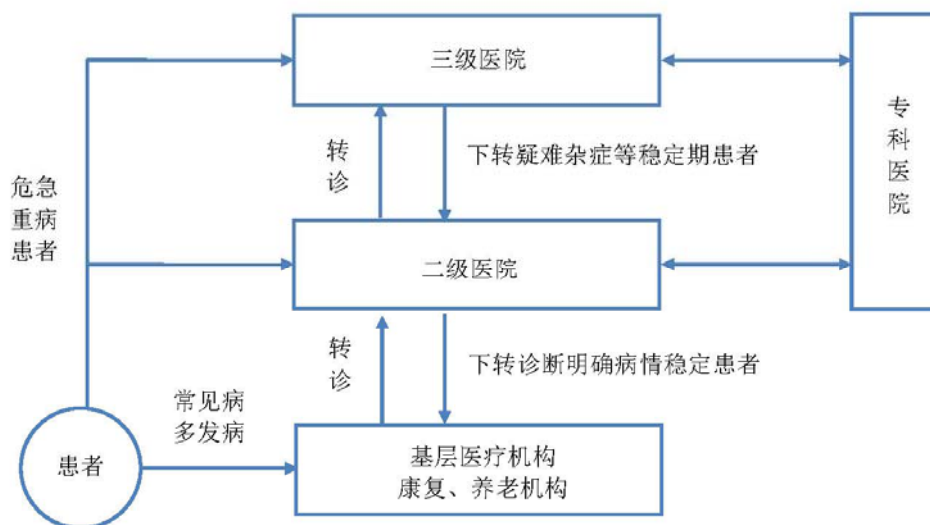 三级医院
专
科
医
院
转
诊
下转疑难杂症等稳定期患者
危急
重病
患者
二级医院
转
诊
下转诊断明确病情稳定患者
常见病
多发病
患者
基层医疗机构
康复、养老机构